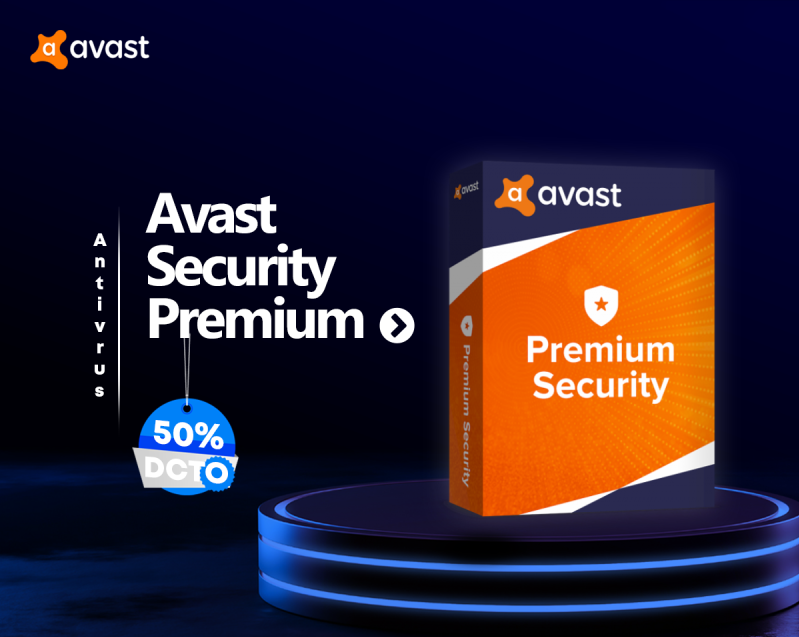 avast
Antivrus
Avast
Security
Premium
50%
DCTO
avast
avast
Premium
Security
Premium Security